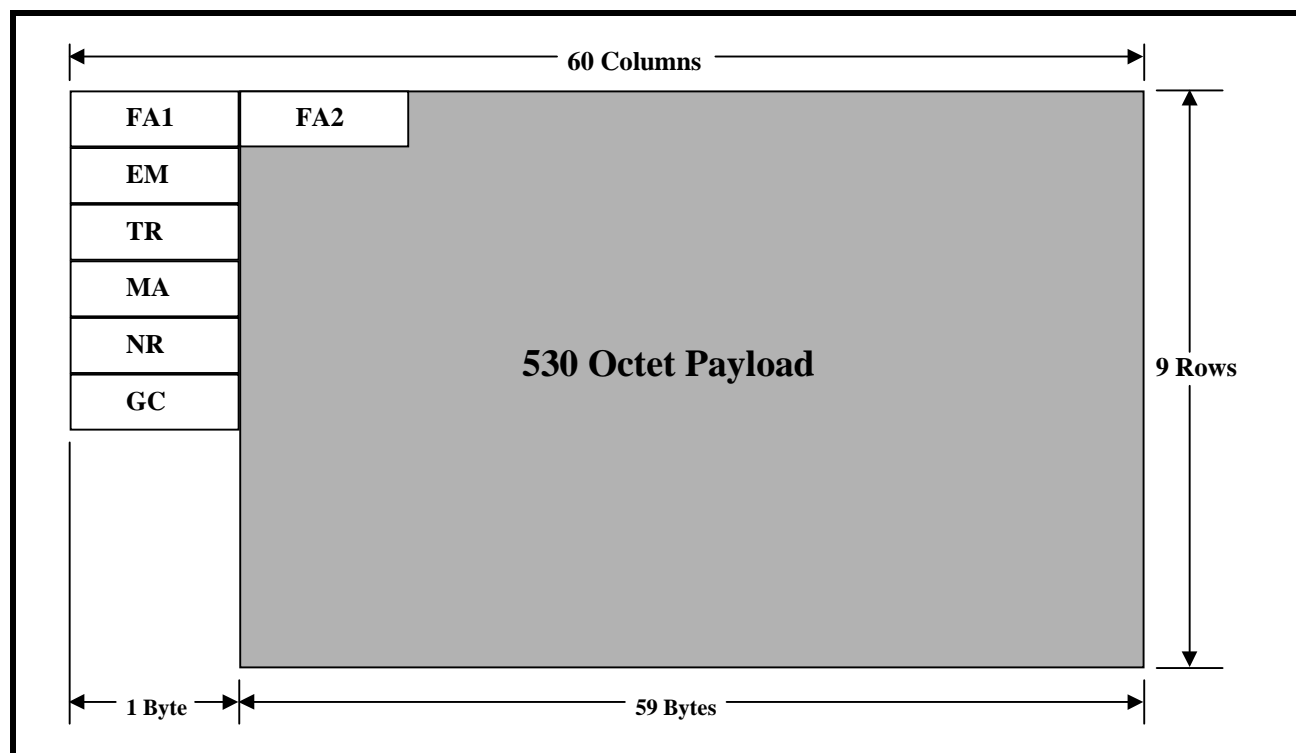 60 Columns
FA1
FA2
EM
TR
MA
NR
GC
530 Octet Payload
9 Rows
1 Byte
59 Bytes